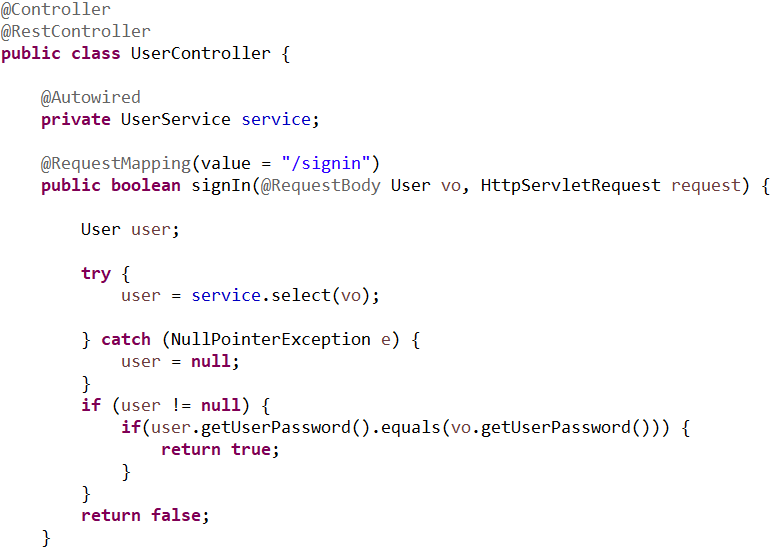 @Controller
@RestController
public class UserController {
@Autowired
private UserService service;
@RequestMapping(value = "/signin")
public boolean signIn(@RequestBody User vo, HttpServletRequest request) {
User user;
try {
user = service.select(vo);
} catch (NullPointerException e) {
user = null;
}
if (user != null) {
if(user.getUserPassword().equals(vo.getUserPassword())) {
return true;
}
}
return false;
}